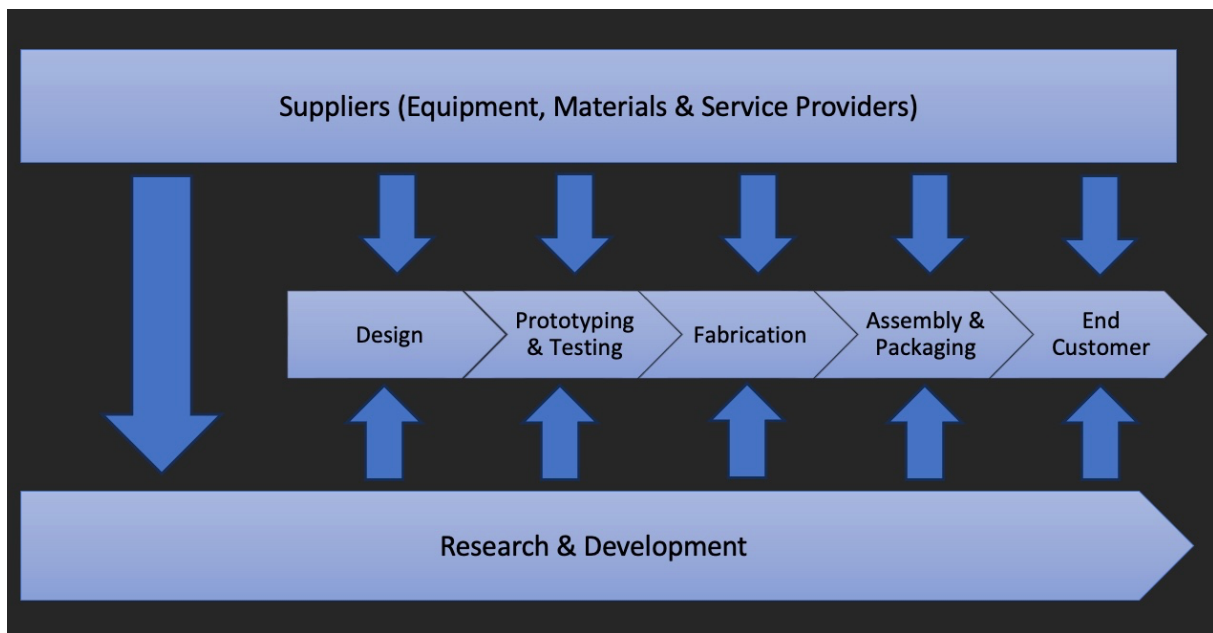 Suppliers (Equipment, Materials & Service Providers)
Design
Prototyping
& Testing
Fabrication
Assembly &
Packaging
End
Customer
Research & Development